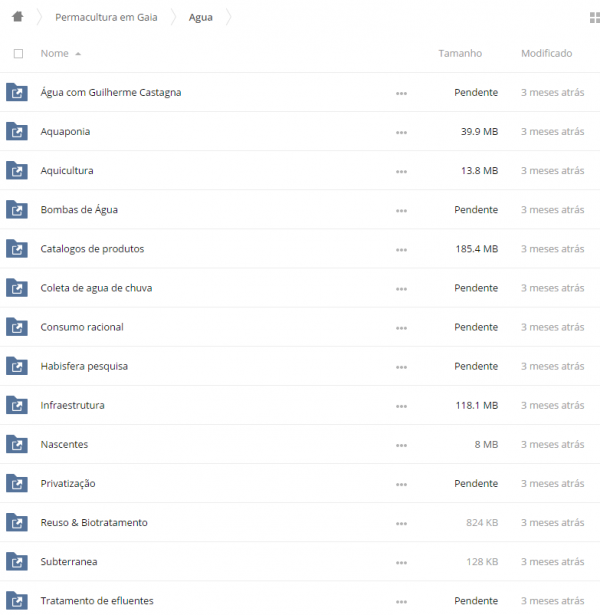 Permacultura em Gaia Agua
Nome Tamanho Modificado
Água com Guilherme Castagna Pendente 3 meses atrás
Aquaponia 39.9 MB 3 meses atrás
Aquicultura 13.8 MB 3 meses atrás
Bombas de Água Pendente 3 meses atrás
Catalogos de produtos 185.4 MB 3 meses atrás
Coleta de agua de chuva Pendente 3 meses atrás
Consumo racional Pendente 3 meses atrás
Habisfera pesquisa Pendente 3 meses atrás
Infraestrutura 118.1 MB 3 meses atrás
Nascentes 8 MB 3 meses atrás
Privatização Pendente 3 meses atrás
Reuso & Biotratamento 824 KB 3 meses atrás
Subterranea 128 KB 3 meses atrás
Tratamento de efluentes Pendente 3 meses atrás